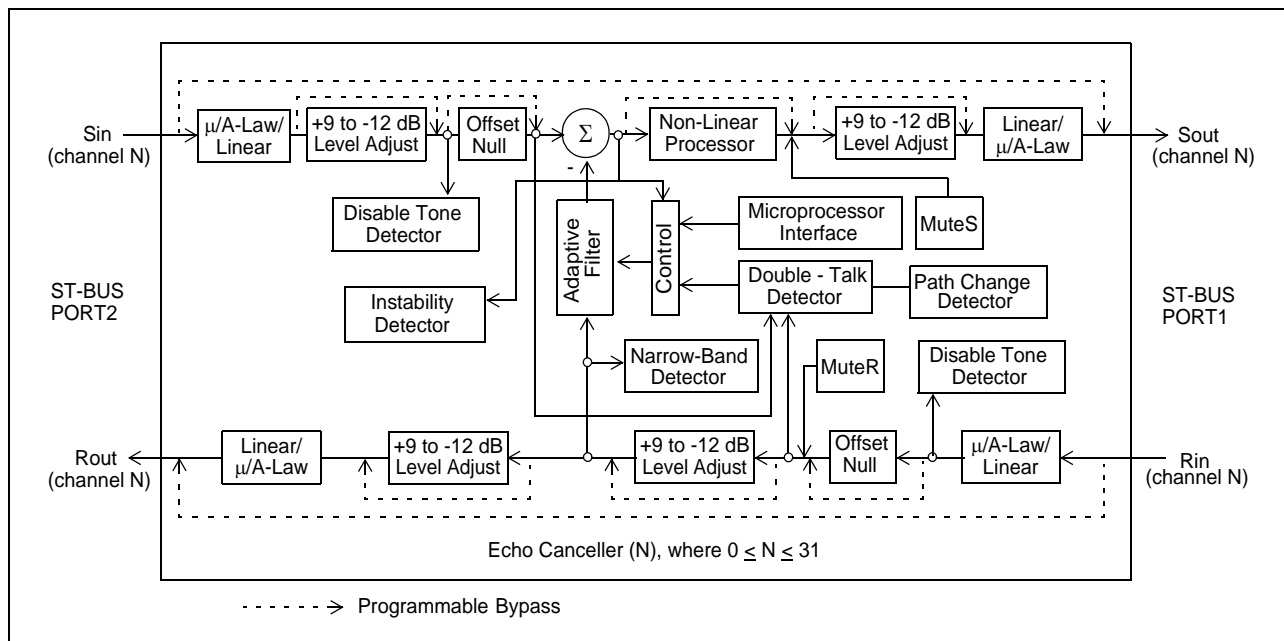 Sin
(channel N)
μ/A-Law/
Linear
+9 to -12 dB
Level Adjust
Offset
Null
Σ
-
Non-Linear
Processor
+9 to -12 dB
Level Adjust
Linear/
μ/A-Law
Sout
(channel N)
Disable Tone
Detector
Adaptive
Filter
Control
Microprocessor
Interface
MuteS
ST-BUS
PORT2
Instability
Detector
Double - Talk
Detector
Path Change
Detector
ST-BUS
PORT1
Narrow-Band
Detector
MuteR
Disable Tone
Detector
Rout
(channel N)
Linear/
μ/A-Law
+9 to -12 dB
Level Adjust
+9 to -12 dB
Level Adjust
Offset
Null
μ/A-Law/
Linear
Rin
(channel N)
Echo Canceller (N), where 0 ≤ N ≤ 31
Programmable Bypass